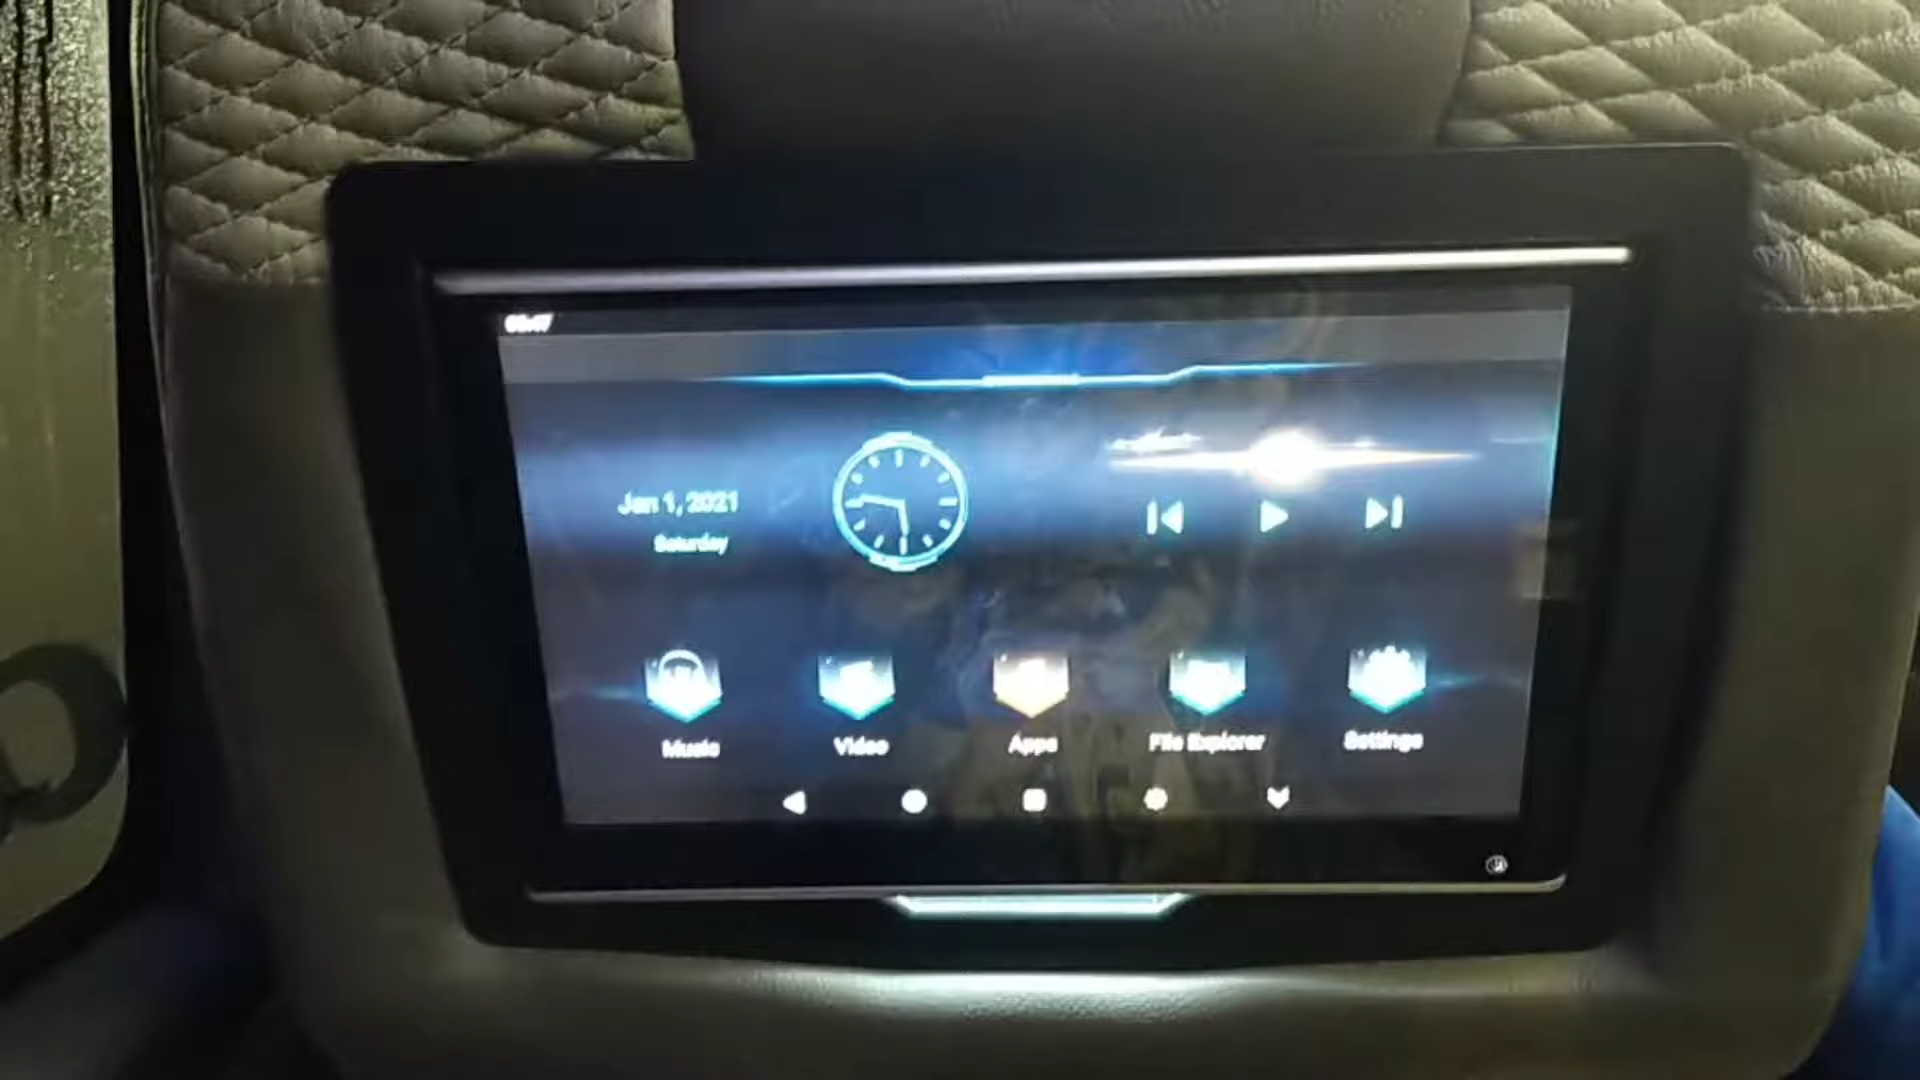 Jan 1, 2021
Saturday
Music
Video
Apps
File Explorer
Settings